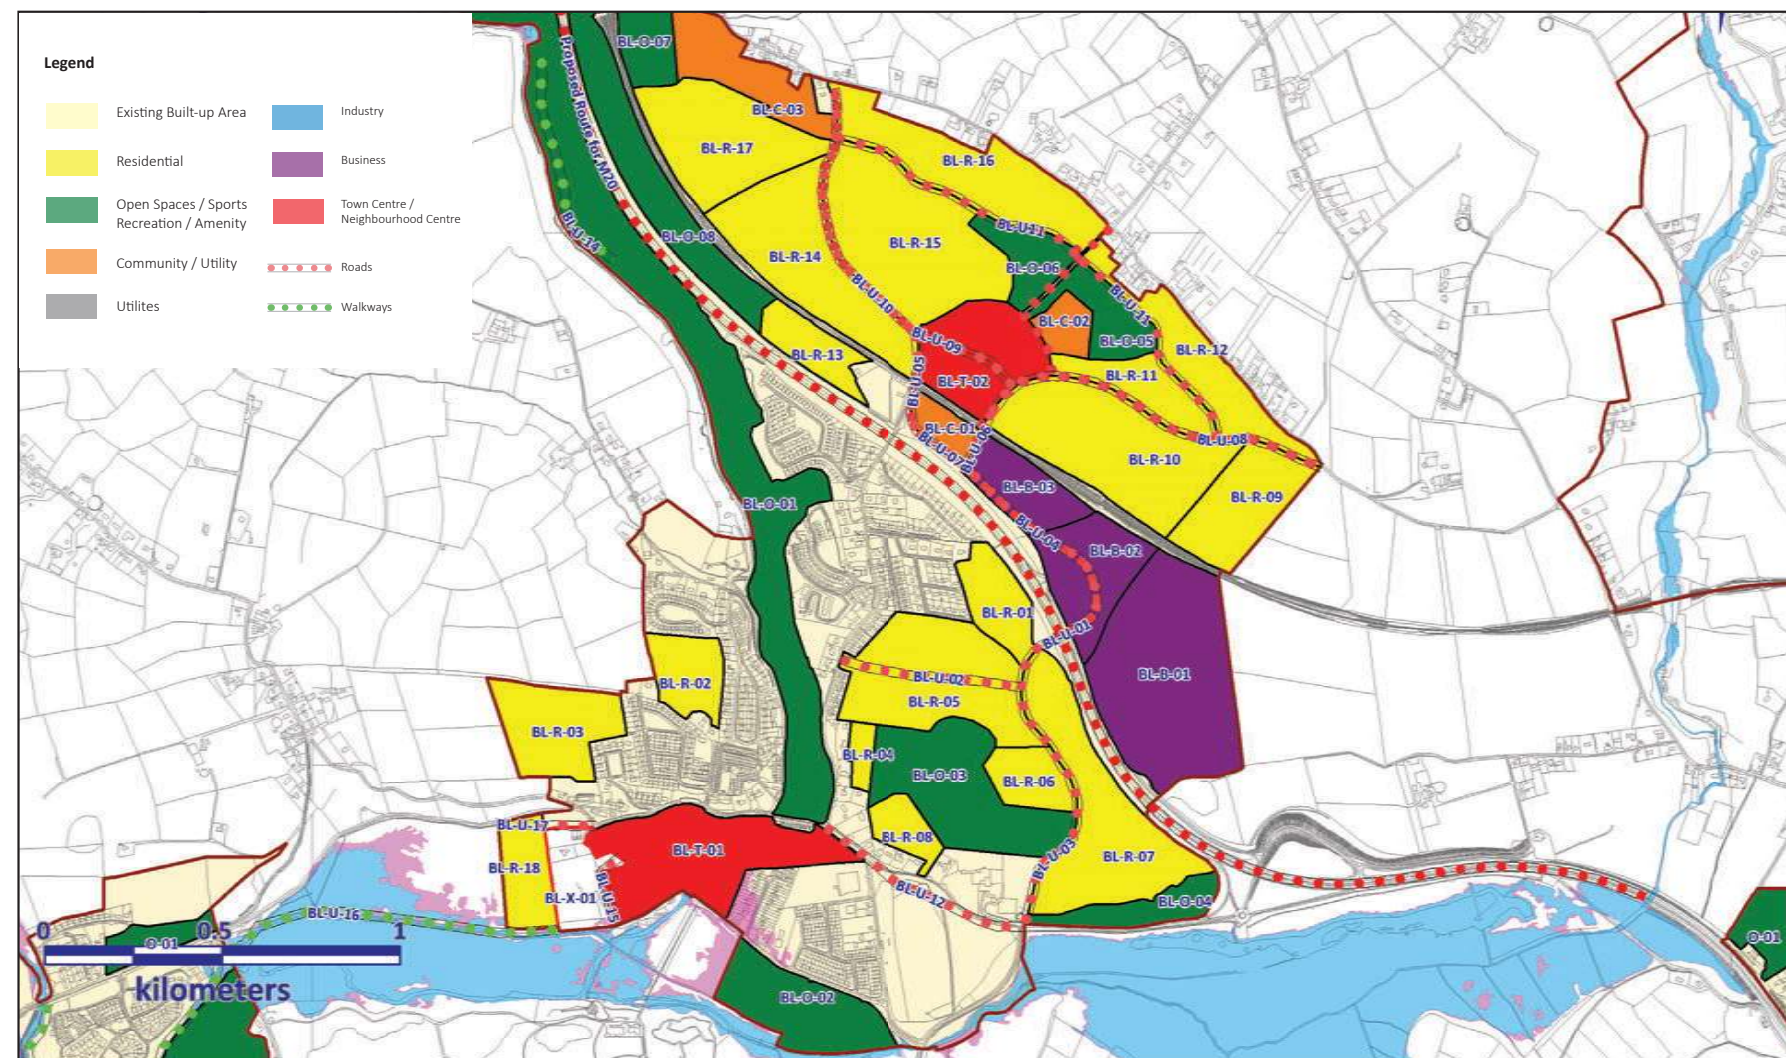 Legend
Existing Built-up Area
Residential
Open Spaces / Sports
Recreation / Amenity
Community / Utility
Utilites
Industry
Business
Town Centre /
Neighbourhood Centre
Roads
Walkways
BL-O-07
Proposed Route for M20
BL-C-03
BL-R-17
BL-R-16
BL-U-14
BL-O-08
BL-U11
BL-R-15
BL-R-14
BL-O-06
BL-U-10
BL-U-11
BL-C-02
BL-U-09
BL-O-05
BL-R-12
BL-R-13
BL-R-11
BL-U-05
BL-T-02
BL-C-01
BL-U-07
BL-U-06
BL-U-08
BL-R-10
BL-B-03
BL-R-09
BL-O-01
BL-U-04
BL-B-02
BL-R-01
BL-U-01
BL-R-02
BL-U-02
BL-B-01
BL-R-05
BL-R-03
BL-R-04
BL-O-03
BL-R-06
BL-U-17
BL-R-08
BL-T-01
BL-U-03
BL-R-07
BL-R-18
BL-X-01
BL-U-15
BL-U-12
BL-O-04
BL-U-16
0 0.5 1
O-01
kilometers
O-01
BL-O-02